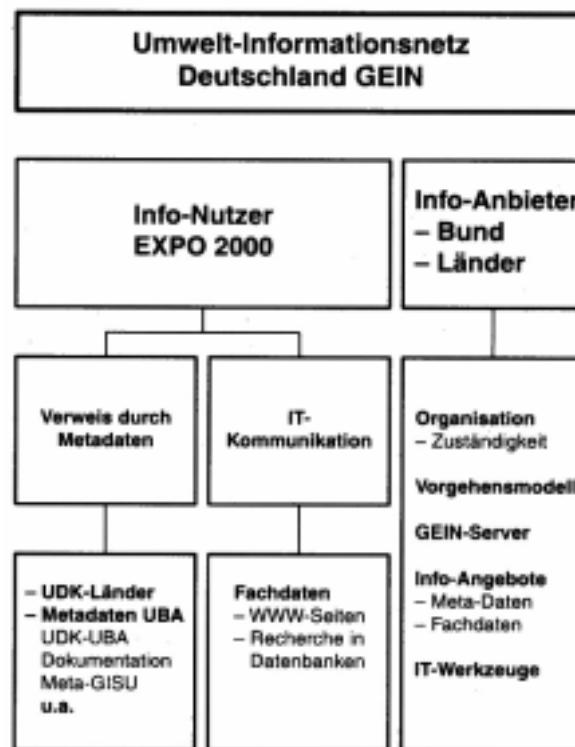 Umwelt-Informationsnetz
Deutschland GEIN
Info-Nutzer
EXPO 2000
Info-Anbieter
– Bund
– Länder
Verweis durch
Metadaten
IT-
Kommunikation
Organisation
– Zuständigkeit
Vorgehensmodell
GEIN-Server
Info-Angebote
– Meta-Daten
– Fachdaten
IT-Werkzeuge
– UDK-Länder
– Metadaten UBA
UDK-UBA
Dokumentation
Meta-GISU
u.a.
Fachdaten
– WWW-Seiten
– Recherche in
Datenbanken